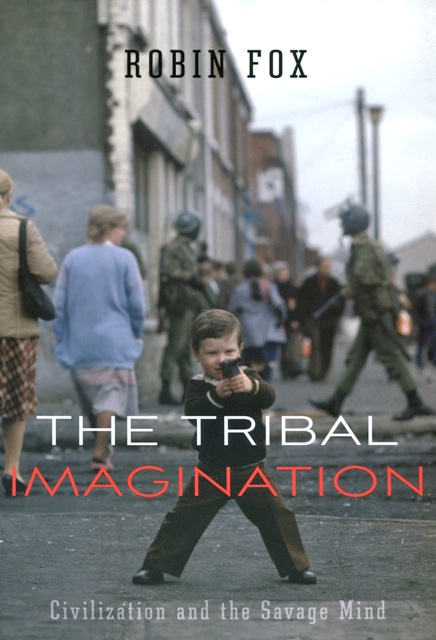 ROBIN FOX
THE TRIBAL
IMAGINATION
Civilization and the Savage Mind